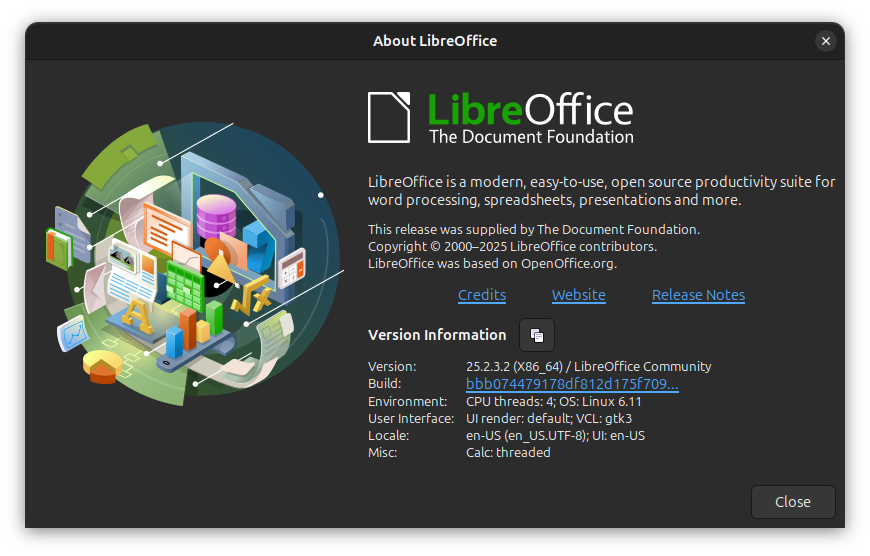 About LibreOffice
LibreOffice
The Document Foundation
LibreOffice is a modern, easy-to-use, open source productivity suite for
word processing, spreadsheets, presentations and more.
This release was supplied by The Document Foundation.
Copyright © 2000–2025 LibreOffice contributors.
LibreOffice was based on OpenOffice.org.
Credits Website Release Notes
Version Information
Version: 25.2.3.2 (X86_64) / LibreOffice Community
Build: bbb074479178df812d175f709...
Environment: CPU threads: 4; OS: Linux 6.11
User Interface: UI render: default; VCL: gtk3
Locale: en-US (en_US.UTF-8); UI: en-US
Misc: Calc: threaded
Close